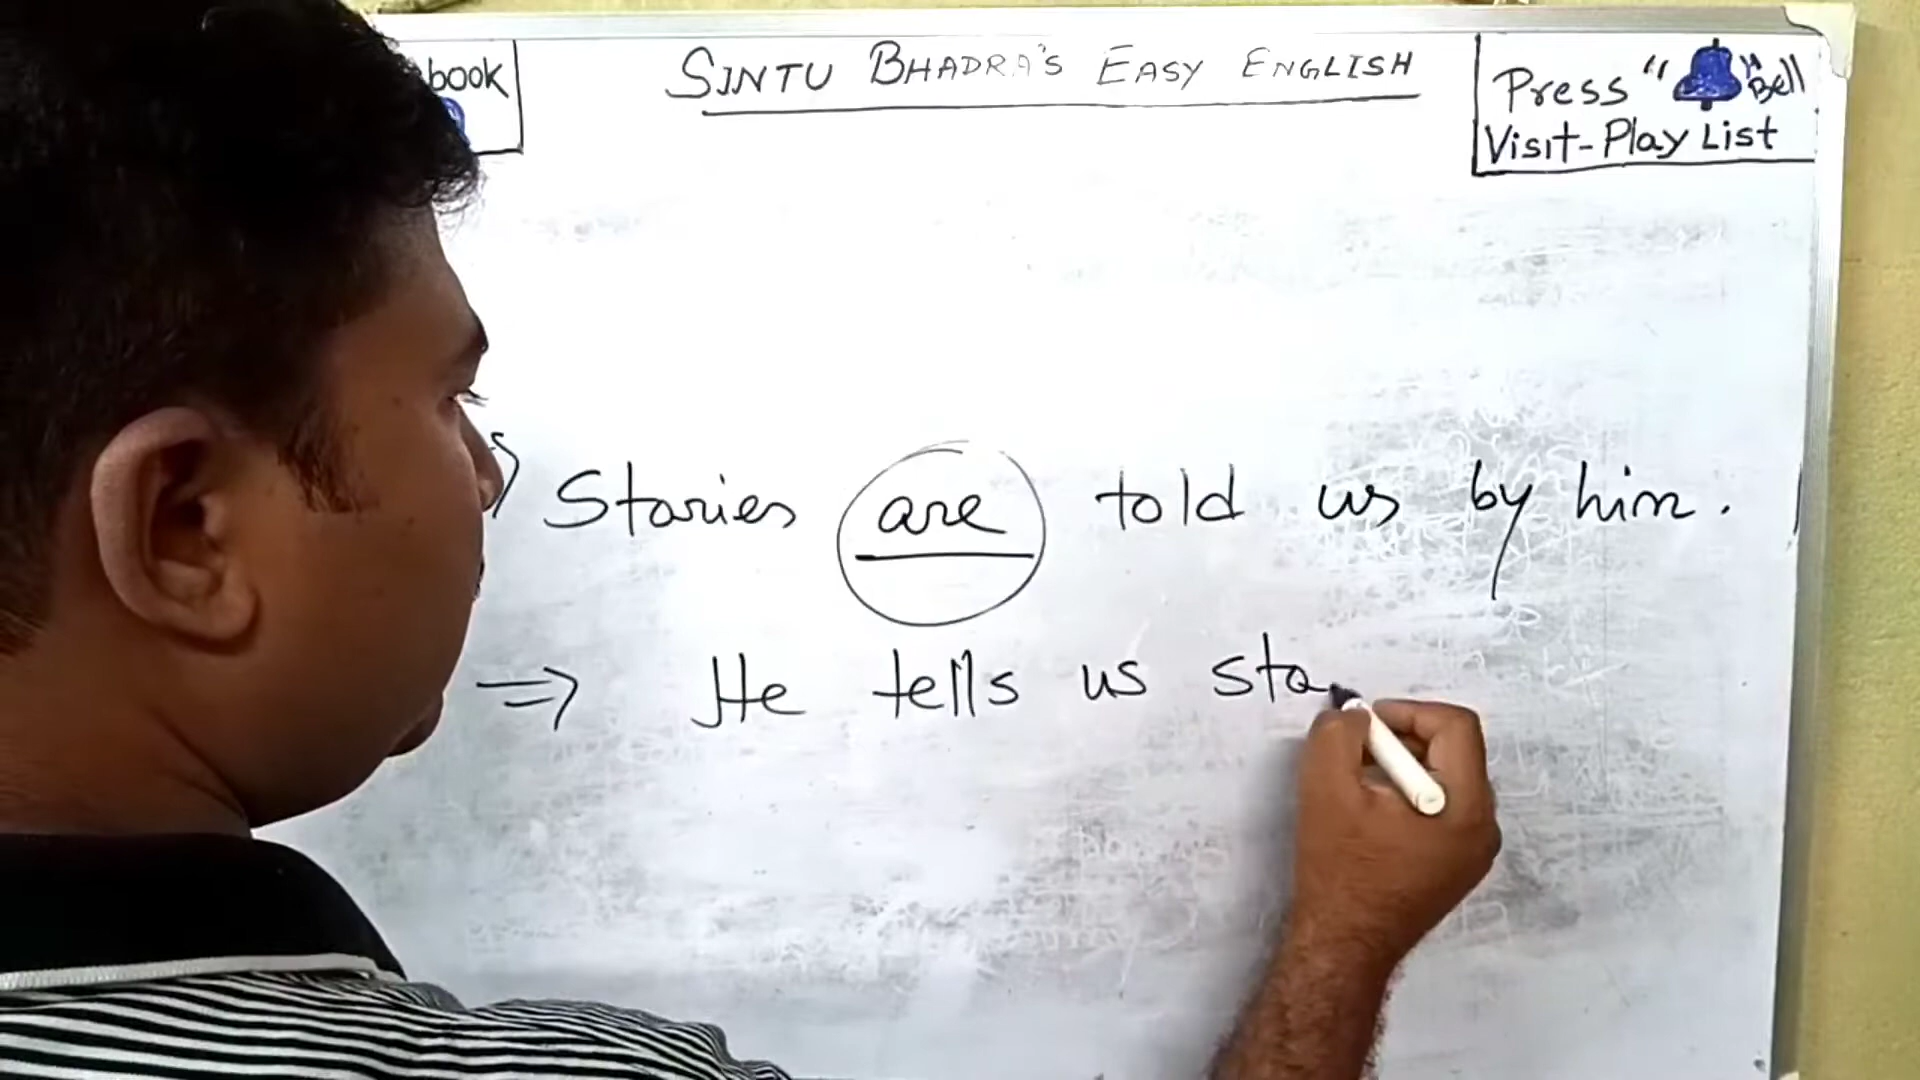 book
SINTU BHADRA'S EASY ENGLISH
Press " " Bell
Visit-Play List
Stories are told us by him.
⇒ He tells us sto